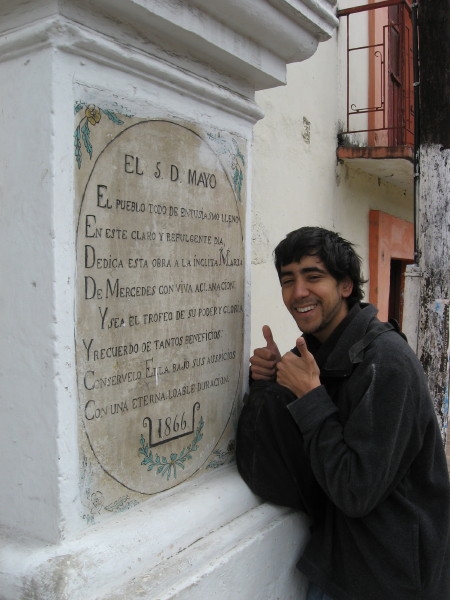 EL 5 D. MAYO
EL PUEBLO TODO DE ENTUSIASMO LLENO
EN ESTE CLARO Y REFULGENTE DIA,
DEDICA ESTA OBRA A LA INCLITA MARIA
DE MERCEDES CON VIVA ACLAMACION.
Y SEA EL TROFEO DE SU PODER Y GLORIA
Y RECUERDO DE TANTOS BENEFICIOS
CONSERVELO ELLA BAJO SUS AUSPICIOS
CON UNA ETERNA LOABLE DURACION.
1866